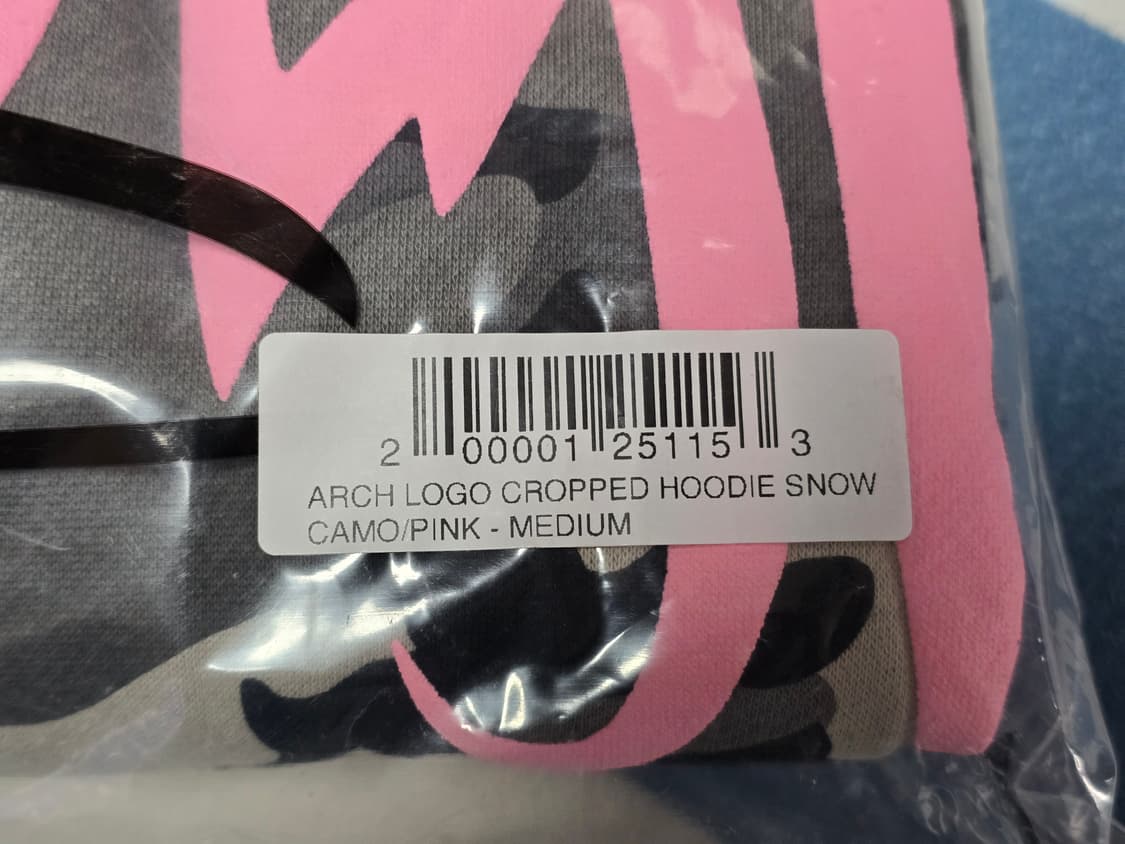 2 00001 25115 3
ARCH LOGO CROPPED HOODIE SNOW
CAMO/PINK - MEDIUM